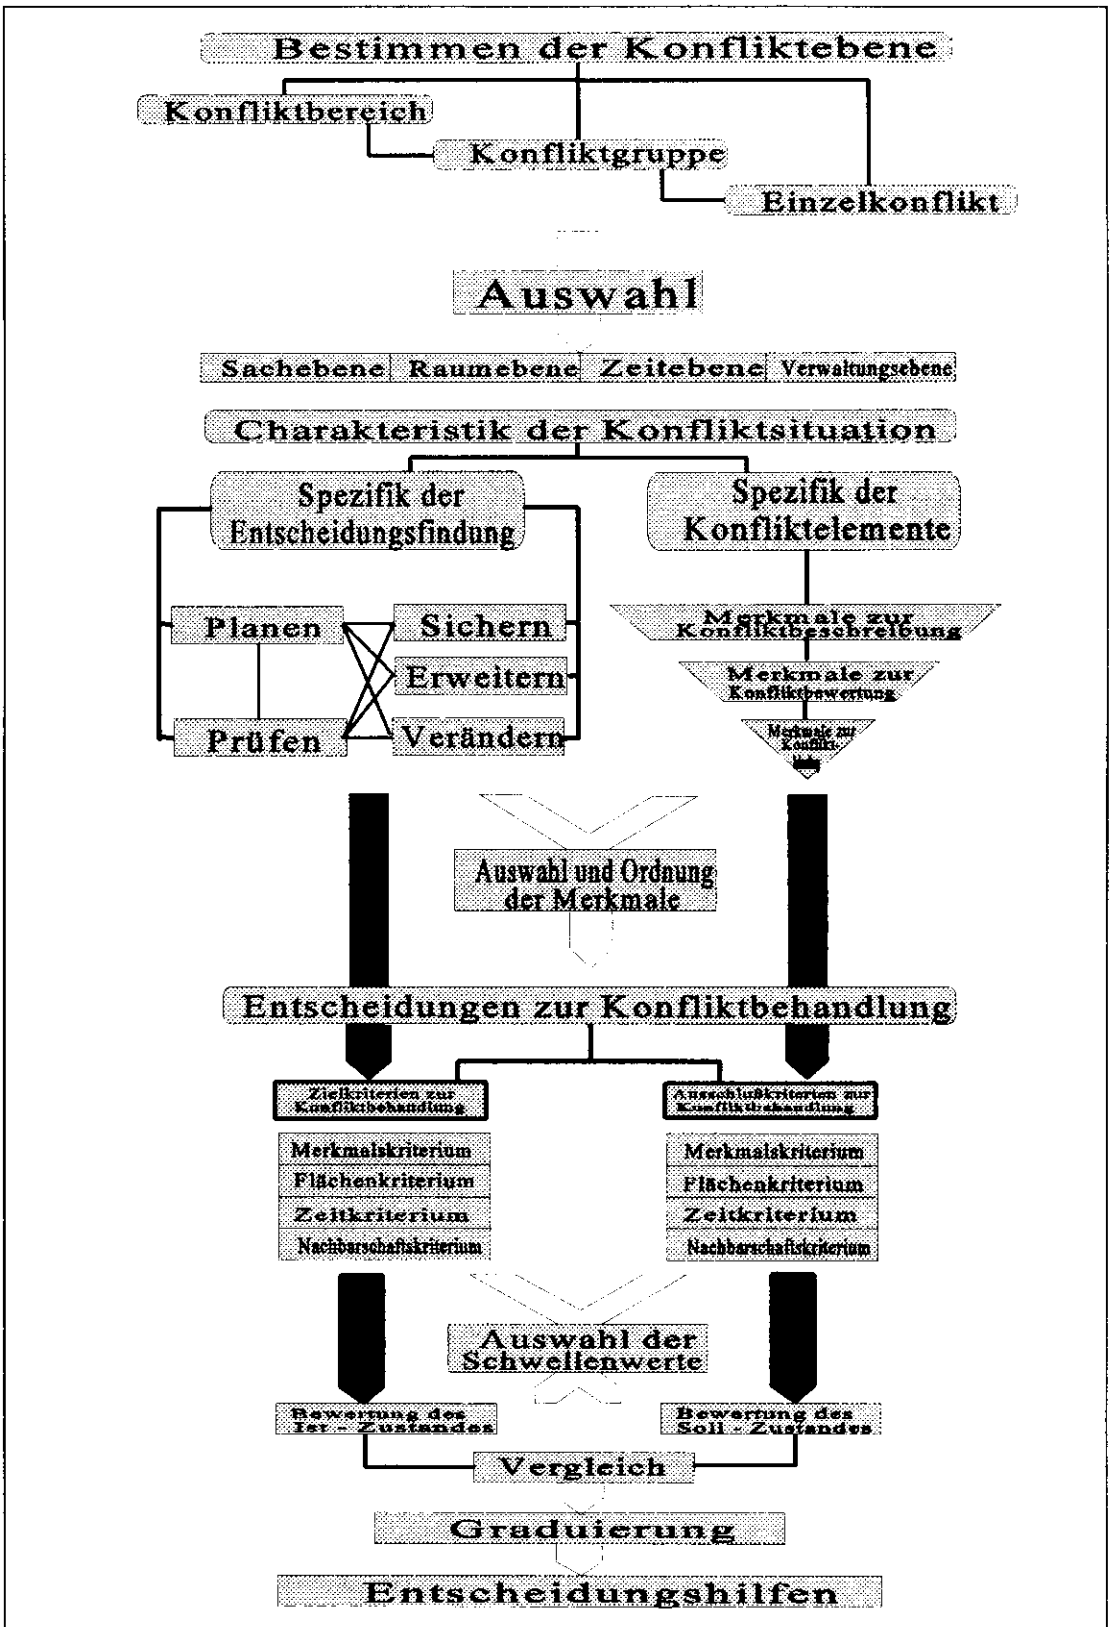 Bestimmen der Konfliktebene
Konfliktbereich
Konfliktgruppe
Einzelkonflikt
Auswahl
Sachebene Raumebene Zeitebene Verwaltungsebene
Charakteristik der Konfliktsituation
Spezifik der
Entscheidungsfindung
Spezifik der
Konfliktelemente
Planen
Prüfen
Sichern
Erweitern
Verändern
Merkmale zur
Konfliktbeschreibung
Merkmale zur
Konfliktbewertung
Merkmale zur
Konflikt-
Auswahl und Ordnung
der Merkmale
Entscheidungen zur Konfliktbehandlung
Zielkriterien zur
Konfliktbehandlung
Merkmalskriterium
Flächenkriterium
Zeitkriterium
Nachbarschaftskriterium
Ausschlußkriterien zur
Konfliktbehandlung
Merkmalskriterium
Flächenkriterium
Zeitkriterium
Nachbarschaftskriterium
Auswahl der
Schwellenwerte
Bewertung des
Ist - Zustandes
Bewertung des
Soll - Zustandes
Vergleich
Graduierung
Entscheidungshilfen